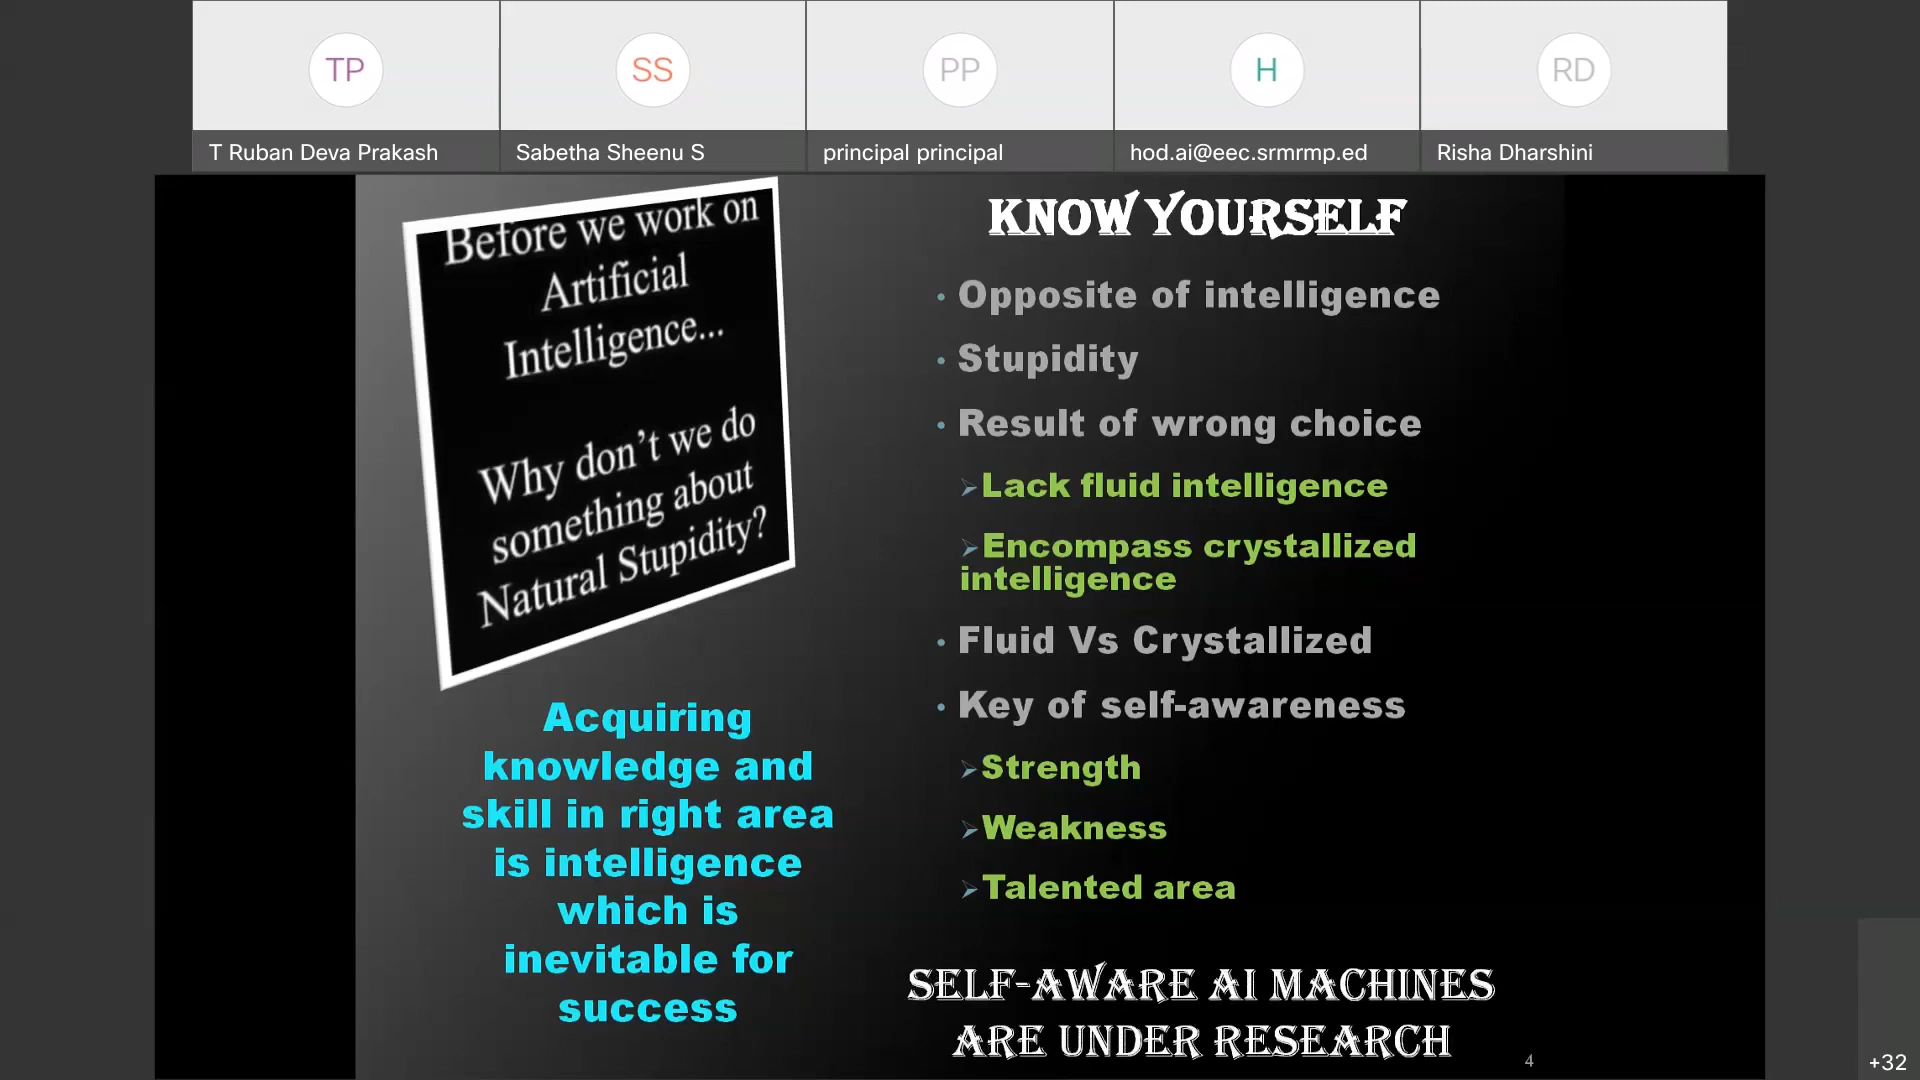 TP
SS
PP
H
RD
T Ruban Deva Prakash
Sabetha Sheenu S
principal principal
hod.ai@eec.srmrmp.ed
Risha Dharshini
Before we work on
Artificial
Intelligence...
Why don't we do
something about
Natural Stupidity?
Acquiring
knowledge and
skill in right area
is intelligence
which is
inevitable for
success
KNOW YOURSELF
• Opposite of intelligence
• Stupidity
• Result of wrong choice
➢Lack fluid intelligence
➢Encompass crystallized
intelligence
• Fluid Vs Crystallized
• Key of self-awareness
➢Strength
➢Weakness
➢Talented area
SELF-AWARE AI MACHINES
ARE UNDER RESEARCH
4
+32